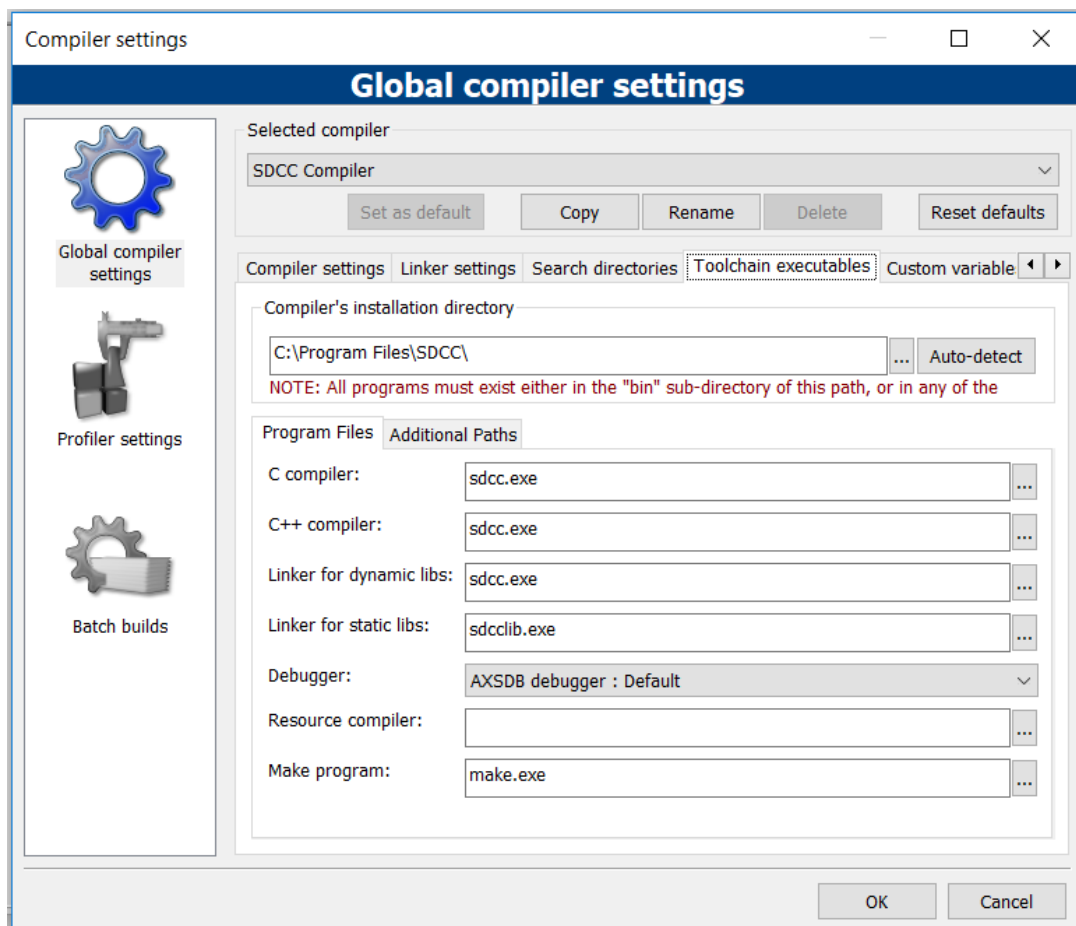 Compiler settings
Global compiler settings
Global compiler
settings
Profiler settings
Batch builds
Selected compiler
SDCC Compiler
Set as default Copy Rename Delete Reset defaults
Compiler settings Linker settings Search directories Toolchain executables Custom variable
Compiler's installation directory
C:\Program Files\SDCC\ ... Auto-detect
NOTE: All programs must exist either in the "bin" sub-directory of this path, or in any of the
Program Files Additional Paths
C compiler: sdcc.exe ...
C++ compiler: sdcc.exe ...
Linker for dynamic libs: sdcc.exe ...
Linker for static libs: sdcclib.exe ...
Debugger: AXSDB debugger : Default
Resource compiler: ...
Make program: make.exe ...
OK Cancel